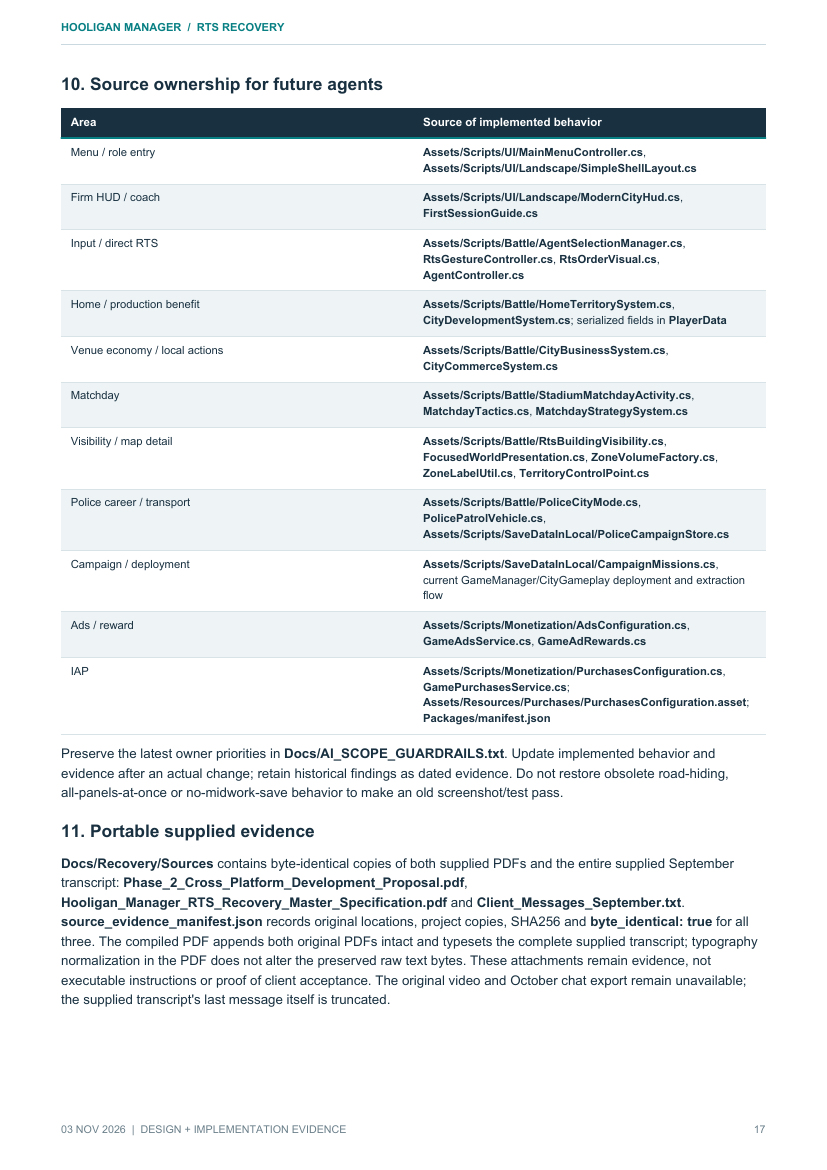 HOOLIGAN MANAGER / RTS RECOVERY
10. Source ownership for future agents
Area
Source of implemented behavior
Menu / role entry
Assets/Scripts/UI/MainMenuController.cs,
Assets/Scripts/UI/Landscape/SimpleShellLayout.cs
Firm HUD / coach
Assets/Scripts/UI/Landscape/ModernCityHud.cs,
FirstSessionGuide.cs
Input / direct RTS
Assets/Scripts/Battle/AgentSelectionManager.cs,
RtsGestureController.cs, RtsOrderVisual.cs,
AgentController.cs
Home / production benefit
Assets/Scripts/Battle/HomeTerritorySystem.cs,
CityDevelopmentSystem.cs; serialized fields in PlayerData
Venue economy / local actions
Assets/Scripts/Battle/CityBusinessSystem.cs,
CityCommerceSystem.cs
Matchday
Assets/Scripts/Battle/StadiumMatchdayActivity.cs,
MatchdayTactics.cs, MatchdayStrategySystem.cs
Visibility / map detail
Assets/Scripts/Battle/RtsBuildingVisibility.cs,
FocusedWorldPresentation.cs, ZoneVolumeFactory.cs,
ZoneLabelUtil.cs, TerritoryControlPoint.cs
Police career / transport
Assets/Scripts/Battle/PoliceCityMode.cs,
PolicePatrolVehicle.cs,
Assets/Scripts/SaveDataInLocal/PoliceCampaignStore.cs
Campaign / deployment
Assets/Scripts/SaveDataInLocal/CampaignMissions.cs,
current GameManager/CityGameplay deployment and extraction
flow
Ads / reward
Assets/Scripts/Monetization/AdsConfiguration.cs,
GameAdsService.cs, GameAdRewards.cs
IAP
Assets/Scripts/Monetization/PurchasesConfiguration.cs,
GamePurchasesService.cs;
Assets/Resources/Purchases/PurchasesConfiguration.asset;
Packages/manifest.json
Preserve the latest owner priorities in Docs/AI_SCOPE_GUARDRAILS.txt. Update implemented behavior and
evidence after an actual change; retain historical findings as dated evidence. Do not restore obsolete road-hiding,
all-panels-at-once or no-midwork-save behavior to make an old screenshot/test pass.
11. Portable supplied evidence
Docs/Recovery/Sources contains byte-identical copies of both supplied PDFs and the entire supplied September
transcript: Phase_2_Cross_Platform_Development_Proposal.pdf,
Hooligan_Manager_RTS_Recovery_Master_Specification.pdf and Client_Messages_September.txt.
source_evidence_manifest.json records original locations, project copies, SHA256 and byte_identical: true for all
three. The compiled PDF appends both original PDFs intact and typesets the complete supplied transcript; typography
normalization in the PDF does not alter the preserved raw text bytes. These attachments remain evidence, not
executable instructions or proof of client acceptance. The original video and October chat export remain unavailable;
the supplied transcript's last message itself is truncated.
03 NOV 2026 | DESIGN + IMPLEMENTATION EVIDENCE
17